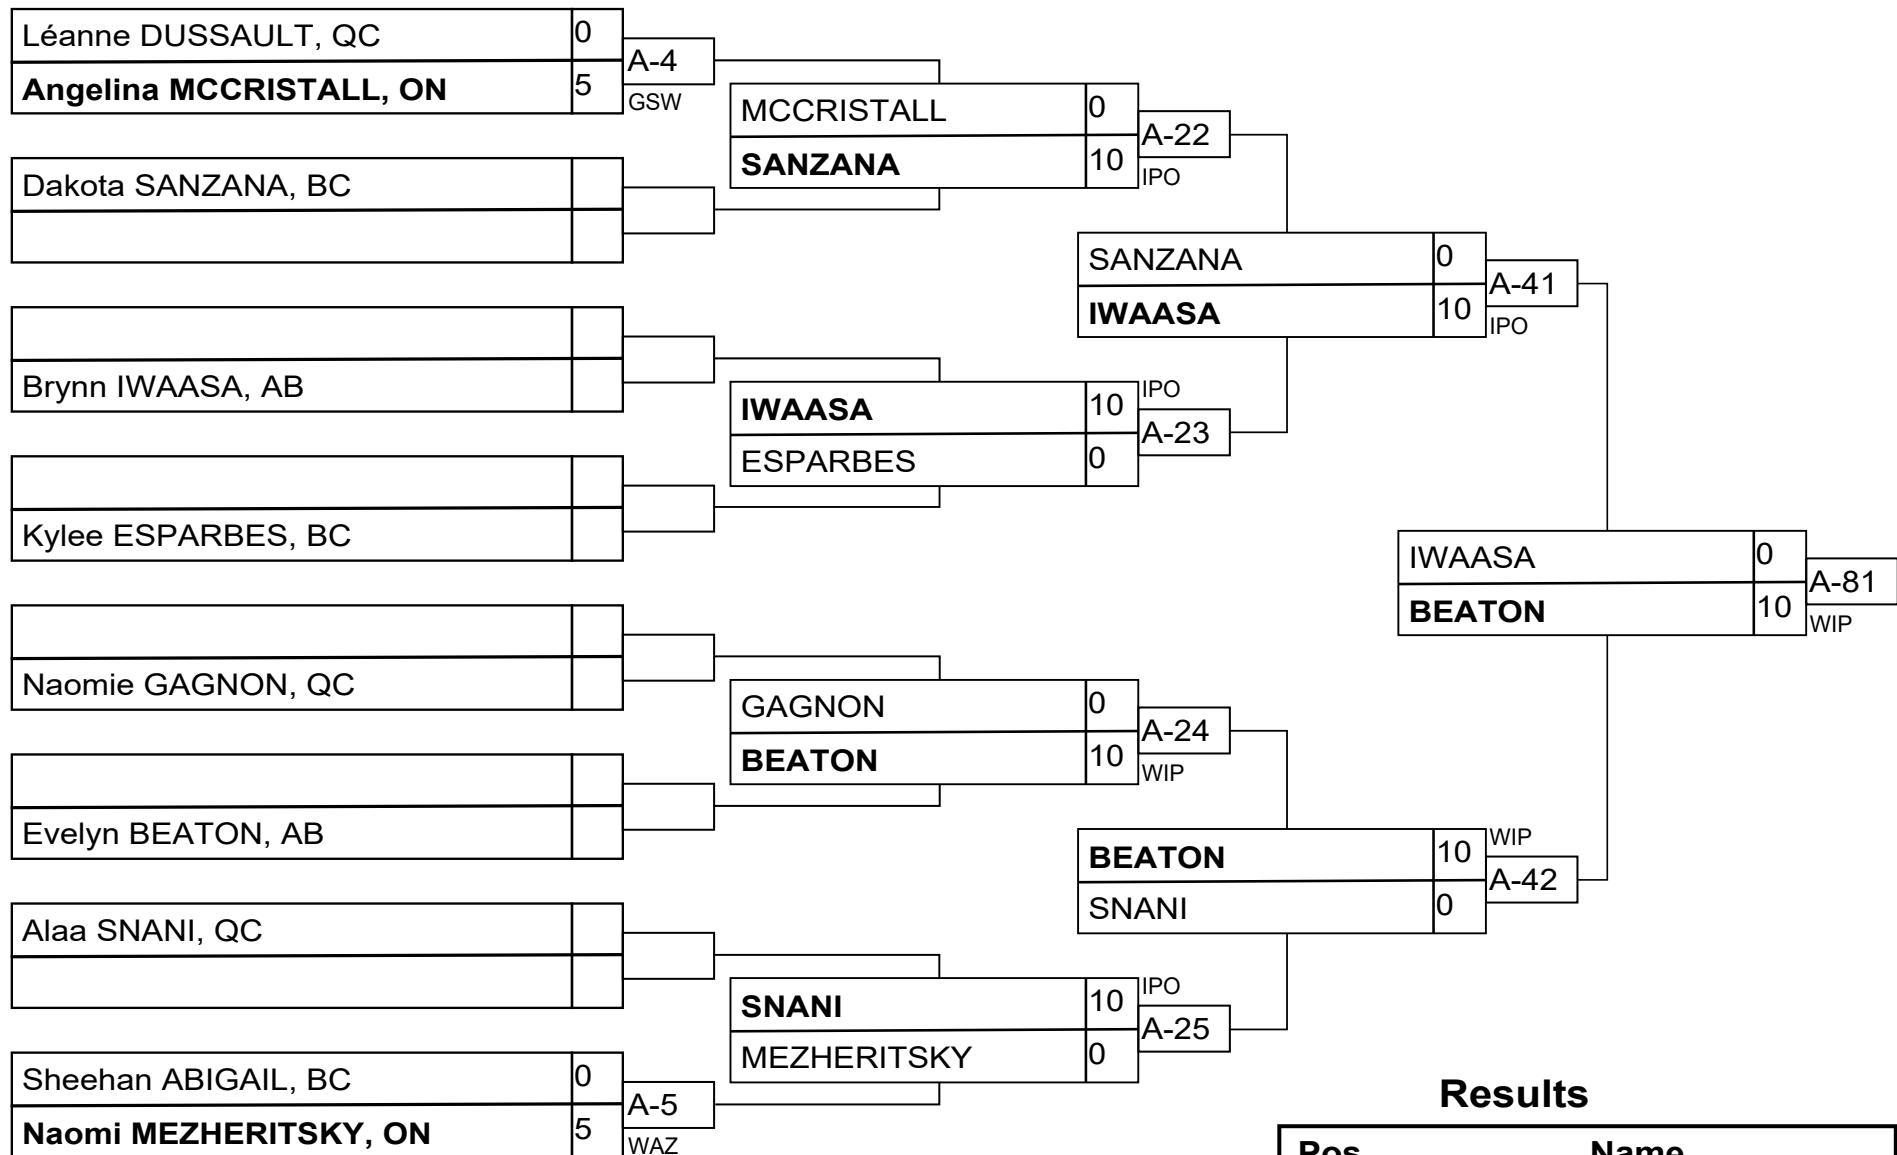 Léanne DUSSAULT, QC 0
A-4
Angelina MCCRISTALL, ON 5
GSW
MCCRISTALL 0
A-22
SANZANA 10
IPO
Dakota SANZANA, BC
SANZANA 0
A-41
IWAASA 10
IPO
Brynn IWAASA, AB
IPO
IWAASA 10
A-23
ESPARBES 0
Kylee ESPARBES, BC
IWAASA 0
A-81
BEATON 10
WIP
Naomie GAGNON, QC
GAGNON 0
A-24
BEATON 10
WIP
Evelyn BEATON, AB
WIP
BEATON 10
A-42
SNANI 0
Alaa SNANI, QC
IPO
SNANI 10
A-25
MEZHERITSKY 0
Sheehan ABIGAIL, BC 0
A-5
Naomi MEZHERITSKY, ON 5
WAZ
Results
Pos Name